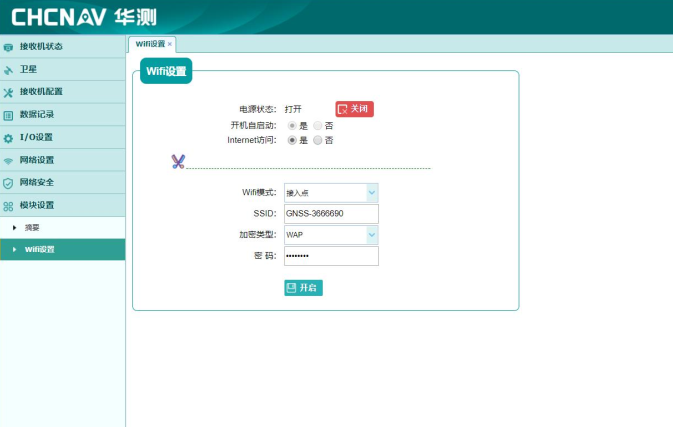 CHCNAV 华测
接收机状态
卫星
接收机配置
数据记录
I/O设置
网络设置
网络安全
模块设置
摘要
Wifi设置
Wifi设置 ×
Wifi设置
电源状态： 打开 关闭
开机自启动： 是 否
Internet访问： 是 否
Wifi模式： 接入点
SSID： GNSS-3666690
加密类型： WAP
密 码： ••••••••
开启